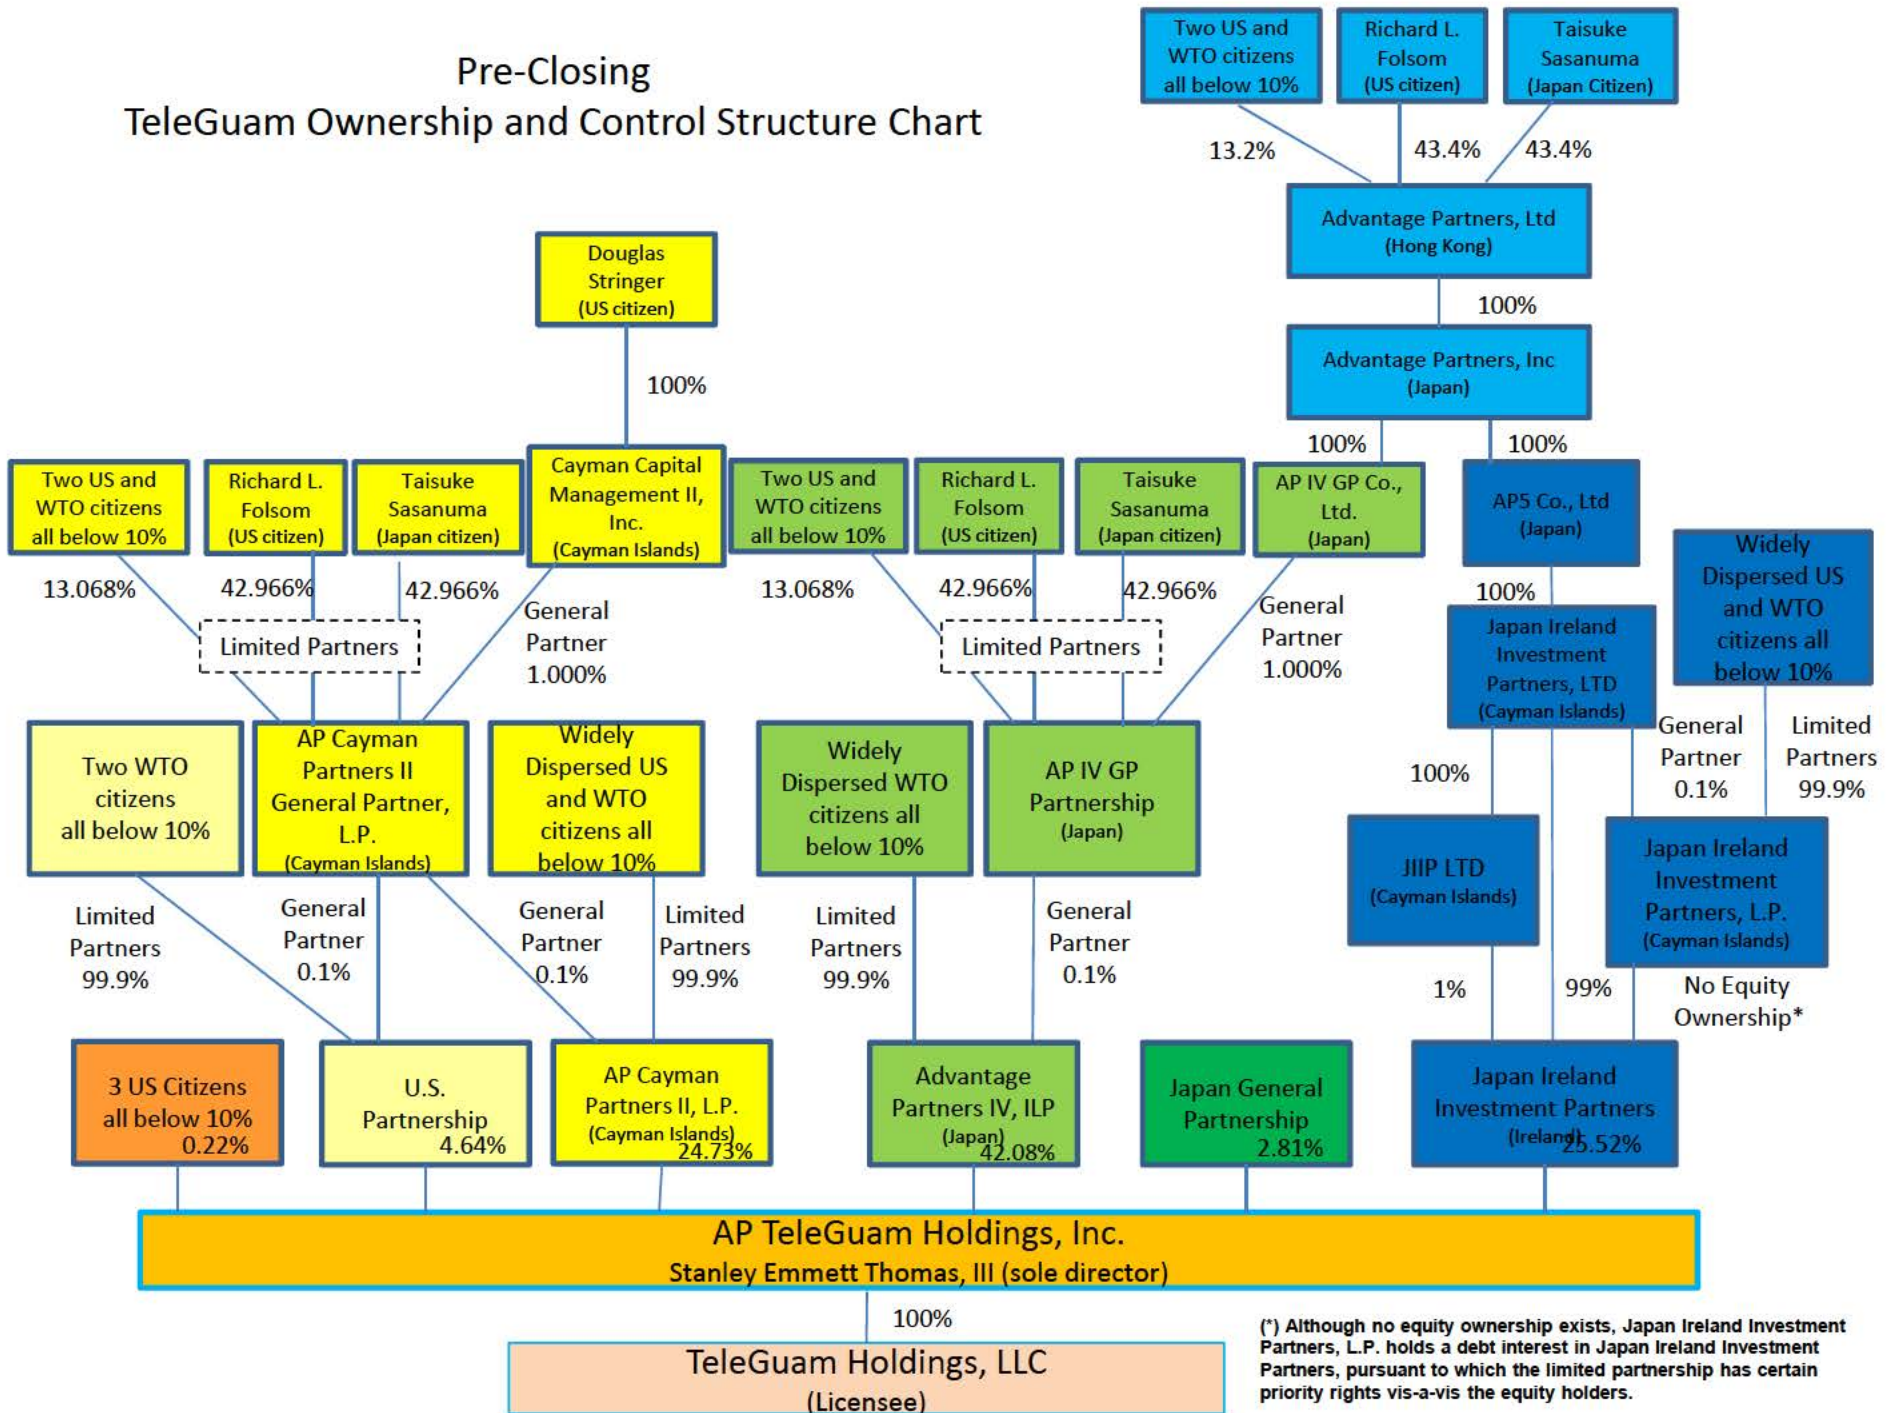 Pre-Closing
TeleGuam Ownership and Control Structure Chart
Two US and
WTO citizens
all below 10%
Richard L.
Folsom
(US citizen)
Taisuke
Sasanuma
(Japan Citizen)
13.2%
43.4%
43.4%
Advantage Partners, Ltd
(Hong Kong)
100%
Advantage Partners, Inc
(Japan)
100%
100%
Douglas
Stringer
(US citizen)
100%
Two US and
WTO citizens
all below 10%
Richard L.
Folsom
(US citizen)
Taisuke
Sasanuma
(Japan citizen)
Cayman Capital
Management II,
Inc.
(Cayman Islands)
Two US and
WTO citizens
all below 10%
Richard L.
Folsom
(US citizen)
Taisuke
Sasanuma
(Japan citizen)
AP IV GP Co.,
Ltd.
(Japan)
AP5 Co., Ltd
(Japan)
Widely
Dispersed US
and WTO
citizens all
below 10%
13.068%
42.966%
42.966%
General
Partner
1.000%
Limited Partners
13.068%
42.966%
42.966%
General
Partner
1.000%
Limited Partners
100%
Japan Ireland
Investment
Partners, LTD
(Cayman Islands)
General
Partner
0.1%
Limited
Partners
99.9%
Two WTO
citizens
all below 10%
AP Cayman
Partners II
General Partner,
L.P.
(Cayman Islands)
Widely
Dispersed US
and WTO
citizens all
below 10%
Widely
Dispersed WTO
citizens all
below 10%
AP IV GP
Partnership
(Japan)
100%
JIIP LTD
(Cayman Islands)
Japan Ireland
Investment
Partners, L.P.
(Cayman Islands)
Limited
Partners
99.9%
General
Partner
0.1%
General
Partner
0.1%
Limited
Partners
99.9%
Limited
Partners
99.9%
General
Partner
0.1%
1%
99%
No Equity
Ownership*
3 US Citizens
all below 10%
0.22%
U.S.
Partnership
4.64%
AP Cayman
Partners II, L.P.
(Cayman Islands)
24.73%
Advantage
Partners IV, ILP
(Japan)
42.08%
Japan General
Partnership
2.81%
Japan Ireland
Investment Partners
(Ireland)
25.52%
AP TeleGuam Holdings, Inc.
Stanley Emmett Thomas, III (sole director)
100%
TeleGuam Holdings, LLC
(Licensee)
(*) Although no equity ownership exists, Japan Ireland Investment
Partners, L.P. holds a debt interest in Japan Ireland Investment
Partners, pursuant to which the limited partnership has certain
priority rights vis-a-vis the equity holders.